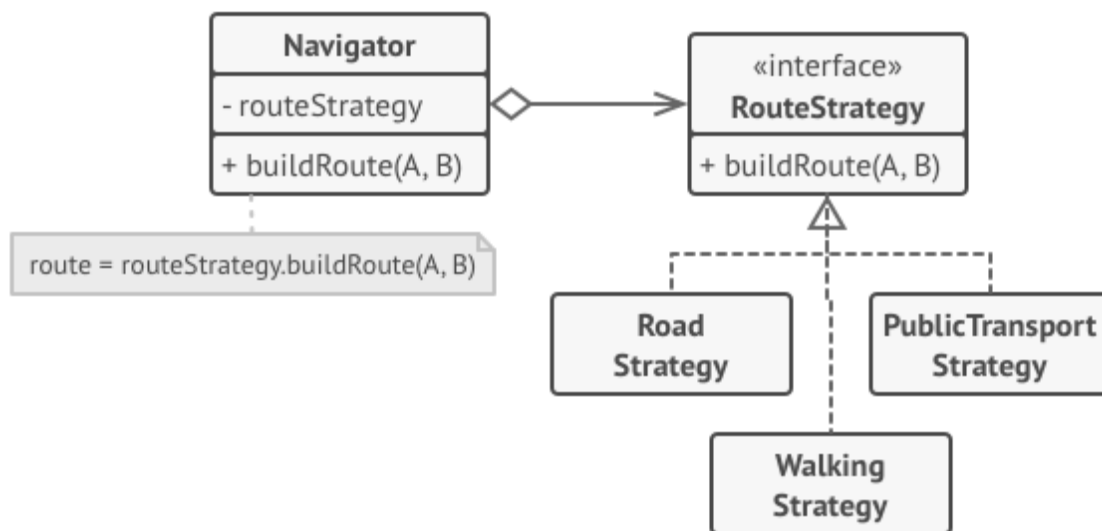 Navigator
- routeStrategy
+ buildRoute(A, B)
route = routeStrategy.buildRoute(A, B)
«interface»
RouteStrategy
+ buildRoute(A, B)
Road
Strategy
PublicTransport
Strategy
Walking
Strategy